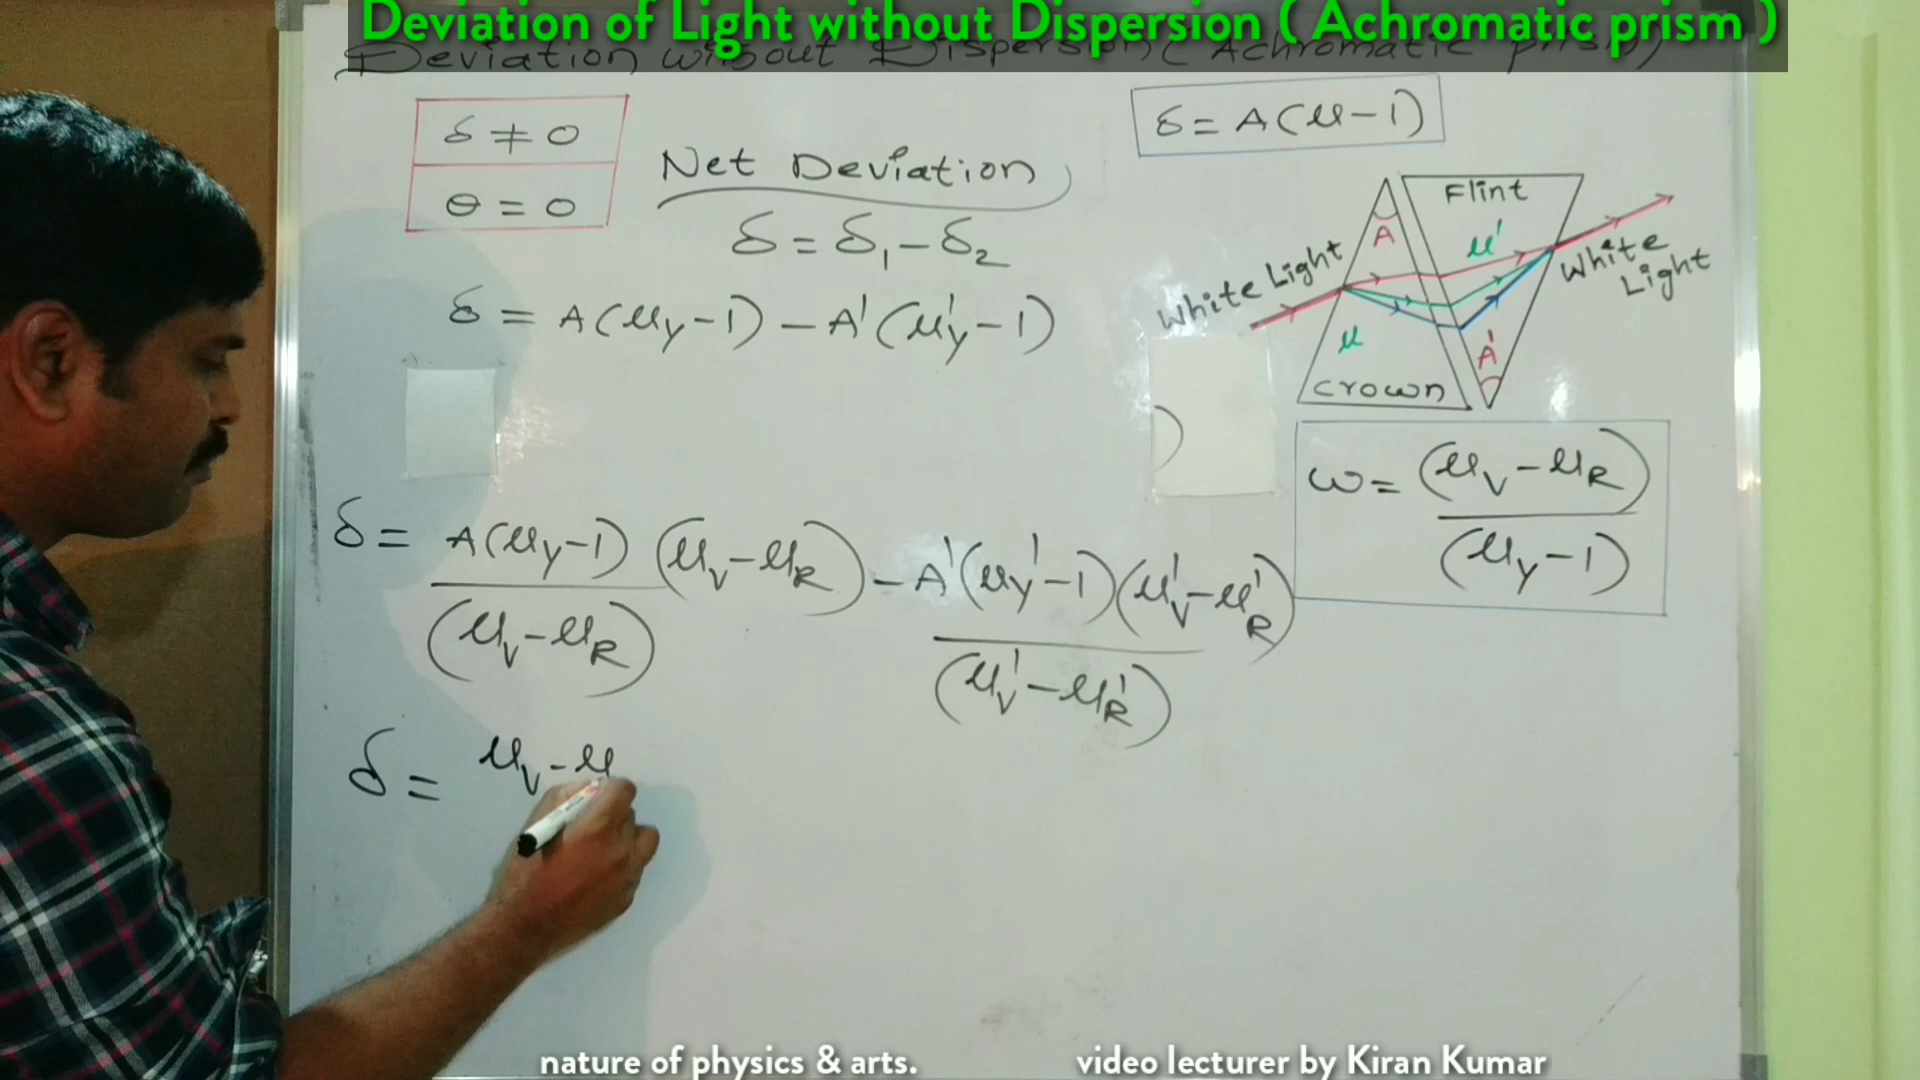 Deviation of Light without Dispersion ( Achromatic prism )
Deviation without Dispersion ( Achromatic prism )
δ ≠ 0
θ = 0
Net Deviation
δ = δ₁ - δ₂
δ = A(μ - 1)
δ = A(μy - 1) - A'(μ'y - 1)
Flint
A
μ'
White Light
White
Light
μ
A'
crown
)
ω = (μV - μR) / (μy - 1)
δ = A(μy - 1) (μV - μR) / (μV - μR) - A'(μy' - 1)(μ'V - μ'R) / (μ'V - μ'R)
δ = μV - μ
nature of physics & arts.
video lecturer by Kiran Kumar